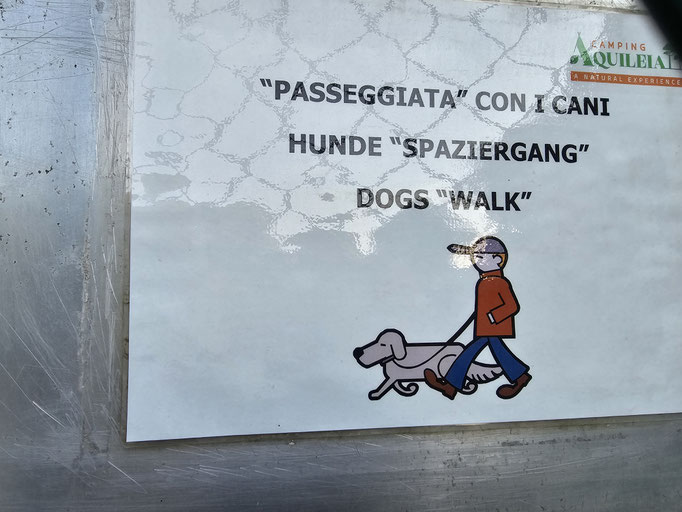 CAMPING
AQUILEIA
A NATURAL EXPERIENCE
“PASSEGGIATA” CON I CANI
HUNDE “SPAZIERGANG”
DOGS “WALK”